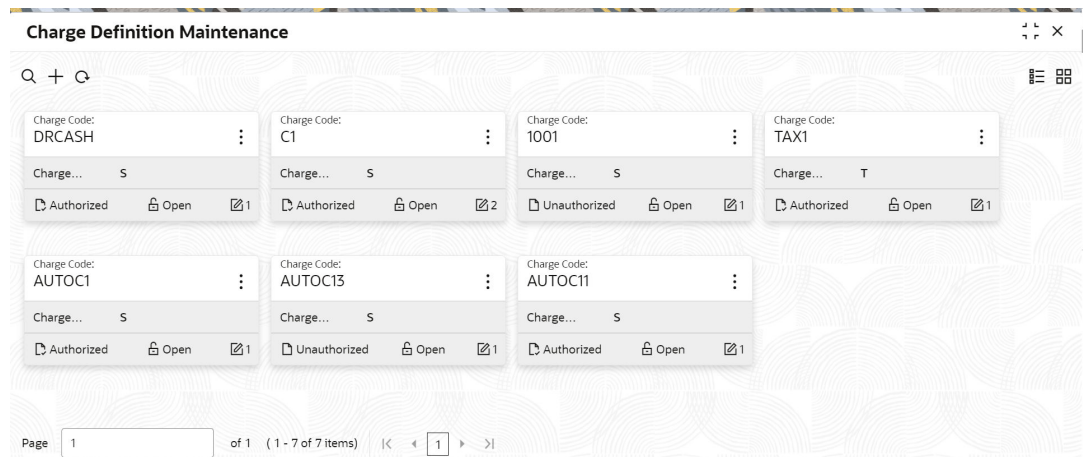 Charge Definition Maintenance
Charge Code: Charge Code: Charge Code: Charge Code:
DRCASH C1 1001 TAX1
Charge... S Charge... S Charge... S Charge... T
Authorized Open 1 Authorized Open 2 Unauthorized Open 1 Authorized Open 1
Charge Code: Charge Code: Charge Code:
AUTOC1 AUTOC13 AUTOC11
Charge... S Charge... S Charge... S
Authorized Open 1 Unauthorized Open 1 Authorized Open 1
Page 1 of 1 ( 1 - 7 of 7 items) 1